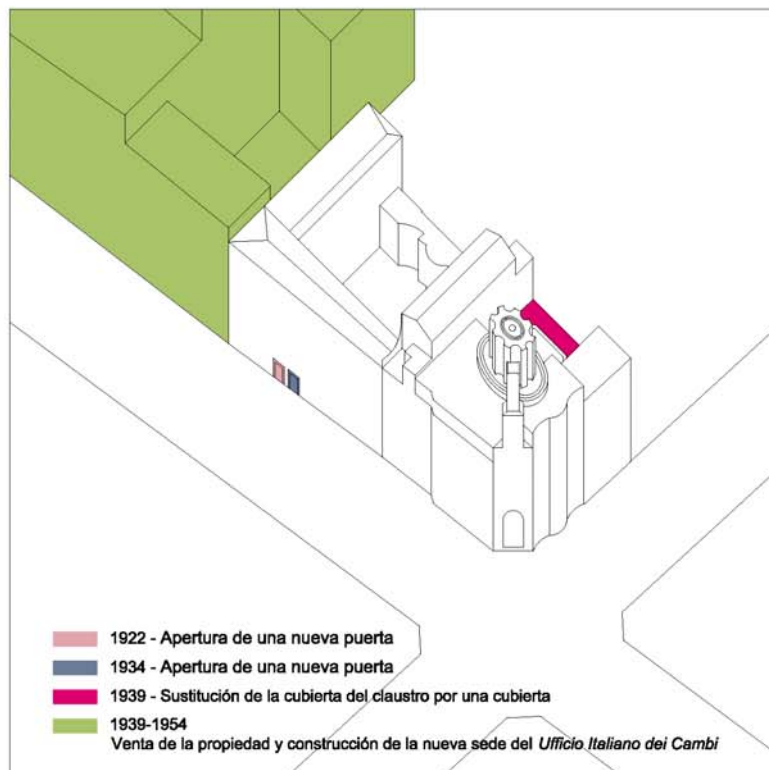 1922 - Apertura de una nueva puerta
1934 - Apertura de una nueva puerta
1939 - Sustitución de la cubierta del claustro por una cubierta
1939-1954
Venta de la propiedad y construcción de la nueva sede del Ufficio Italiano dei Cambi